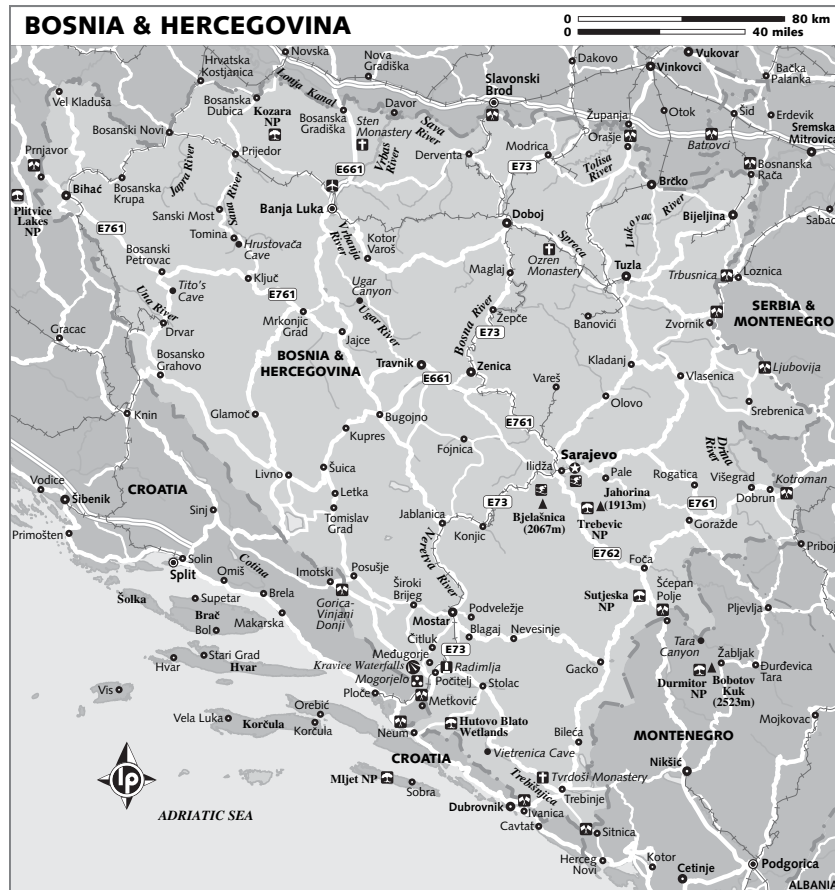 BOSNIA & HERCEGOVINA
0 80 km
0 40 miles
Novska
Nova
Gradiška
Dakovo
Vukovar
Vinkovci
Bačka
Palanka
Hrvatska
Kostjanica
Lonja Kanal
Slavonski
Brod
Vel Kladuša
Bosanska
Dubica
Kozara
NP
Bosanska
Gradiška
Davor
Sten
Monastery
Sava
River
Županja
Otok
Šid
Erdevik
Orašje
Batrovci
Sremska
Mitrovica
Bosanski Novi
Prnjavor
Japra River
Prijedor
E661
Vrbas
River
Derventa
Modrica
E73
Tolisa
River
Bosnanska
Rača
Bihać
Bosanska
Krupa
Sana River
Brčko
Plitvice
Lakes
NP
Sanski Most
Banja Luka
Doboj
Lukovac River
Bijeljina
Sabac
E761
Tomina
Hrustovača
Cave
Vrbanja
River
Kotor
Varoš
Spreca
Ozren
Monastery
Bosanski
Petrovac
Ključ
Ugar
Canyon
Maglaj
Tuzla
Trbusnica
Loznica
Tito's
Cave
E761
Una River
Drvar
Mrkonjic
Grad
Ugar River
Bosna River
Žepče
E73
Banovići
Zvornik
SERBIA &
MONTENEGRO
Gracac
Jajce
BOSNIA &
HERCEGOVINA
Bosansko
Grahovo
Travnik
E661
Zenica
Kladanj
Vlasenica
Ljubovija
Vareš
Olovo
Srebrenica
Knin
Glamoč
Bugojno
E761
Kupres
Fojnica
Drina
River
Sarajevo
Ilidža
Pale
Rogatica
Višegrad
Kotroman
Dobrun
Vodice
CROATIA
Livno
Šuica
Šibenik
Letka
E73
Jahorina
(1913m)
E761
Sinj
Tomislav
Grad
Jablanica
Bjelašnica
(2067m)
Trebevic
NP
Goražde
Primošten
Konjic
Neretva River
E762
Priboj
Solin
Split
Omiš
Cotina
Imotski
Posušje
Foča
Šolka
Supetar
Brela
Gorica-
Vinjani
Donji
Široki
Brijeg
Sutjeska
NP
Šćepan
Polje
Brač
Bol
Makarska
Mostar
Podveležje
Pljevlja
Blagaj
Nevesinje
Čitluk
E73
Tara
Canyon
Stari Grad
Hvar
Hvar
Međugorje
Kravice Waterfalls
Radimlja
Mogorjelo
Počitelj
Gacko
Žabljak
Đurđevica
Tara
Durmitor
NP
Bobotov
Kuk
(2523m)
Vis
Ploče
Stolac
Metković
Orebić
Vela Luka
Korčula
Korčula
Neum
Hutovo Blato
Wetlands
Bileća
Mojkovac
CROATIA
Vietrenica Cave
MONTENEGRO
Nikšić
Mljet NP
Sobra
Trebišnjica
Tvrdoši Monastery
Trebinje
lp
ADRIATIC SEA
Dubrovnik
Ivanica
Cavtat
Sitnica
Herceg
Novi
Kotor
Cetinje
Podgorica
ALBANIA